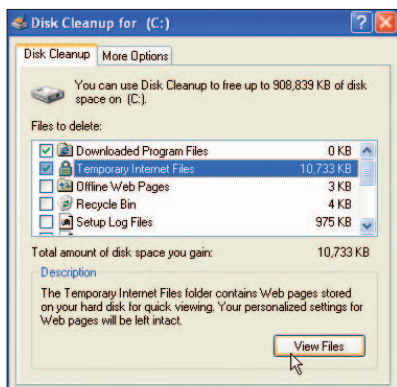 Disk Cleanup for (C:)
Disk Cleanup
More Options
You can use Disk Cleanup to free up to 908,839 KB of disk
space on (C:).
Files to delete:
Downloaded Program Files 0 KB
Temporary Internet Files 10,733 KB
Offline Web Pages 3 KB
Recycle Bin 4 KB
Setup Log Files 975 KB
Total amount of disk space you gain: 10,733 KB
Description
The Temporary Internet Files folder contains Web pages stored
on your hard disk for quick viewing. Your personalized settings for
Web pages will be left intact.
View Files